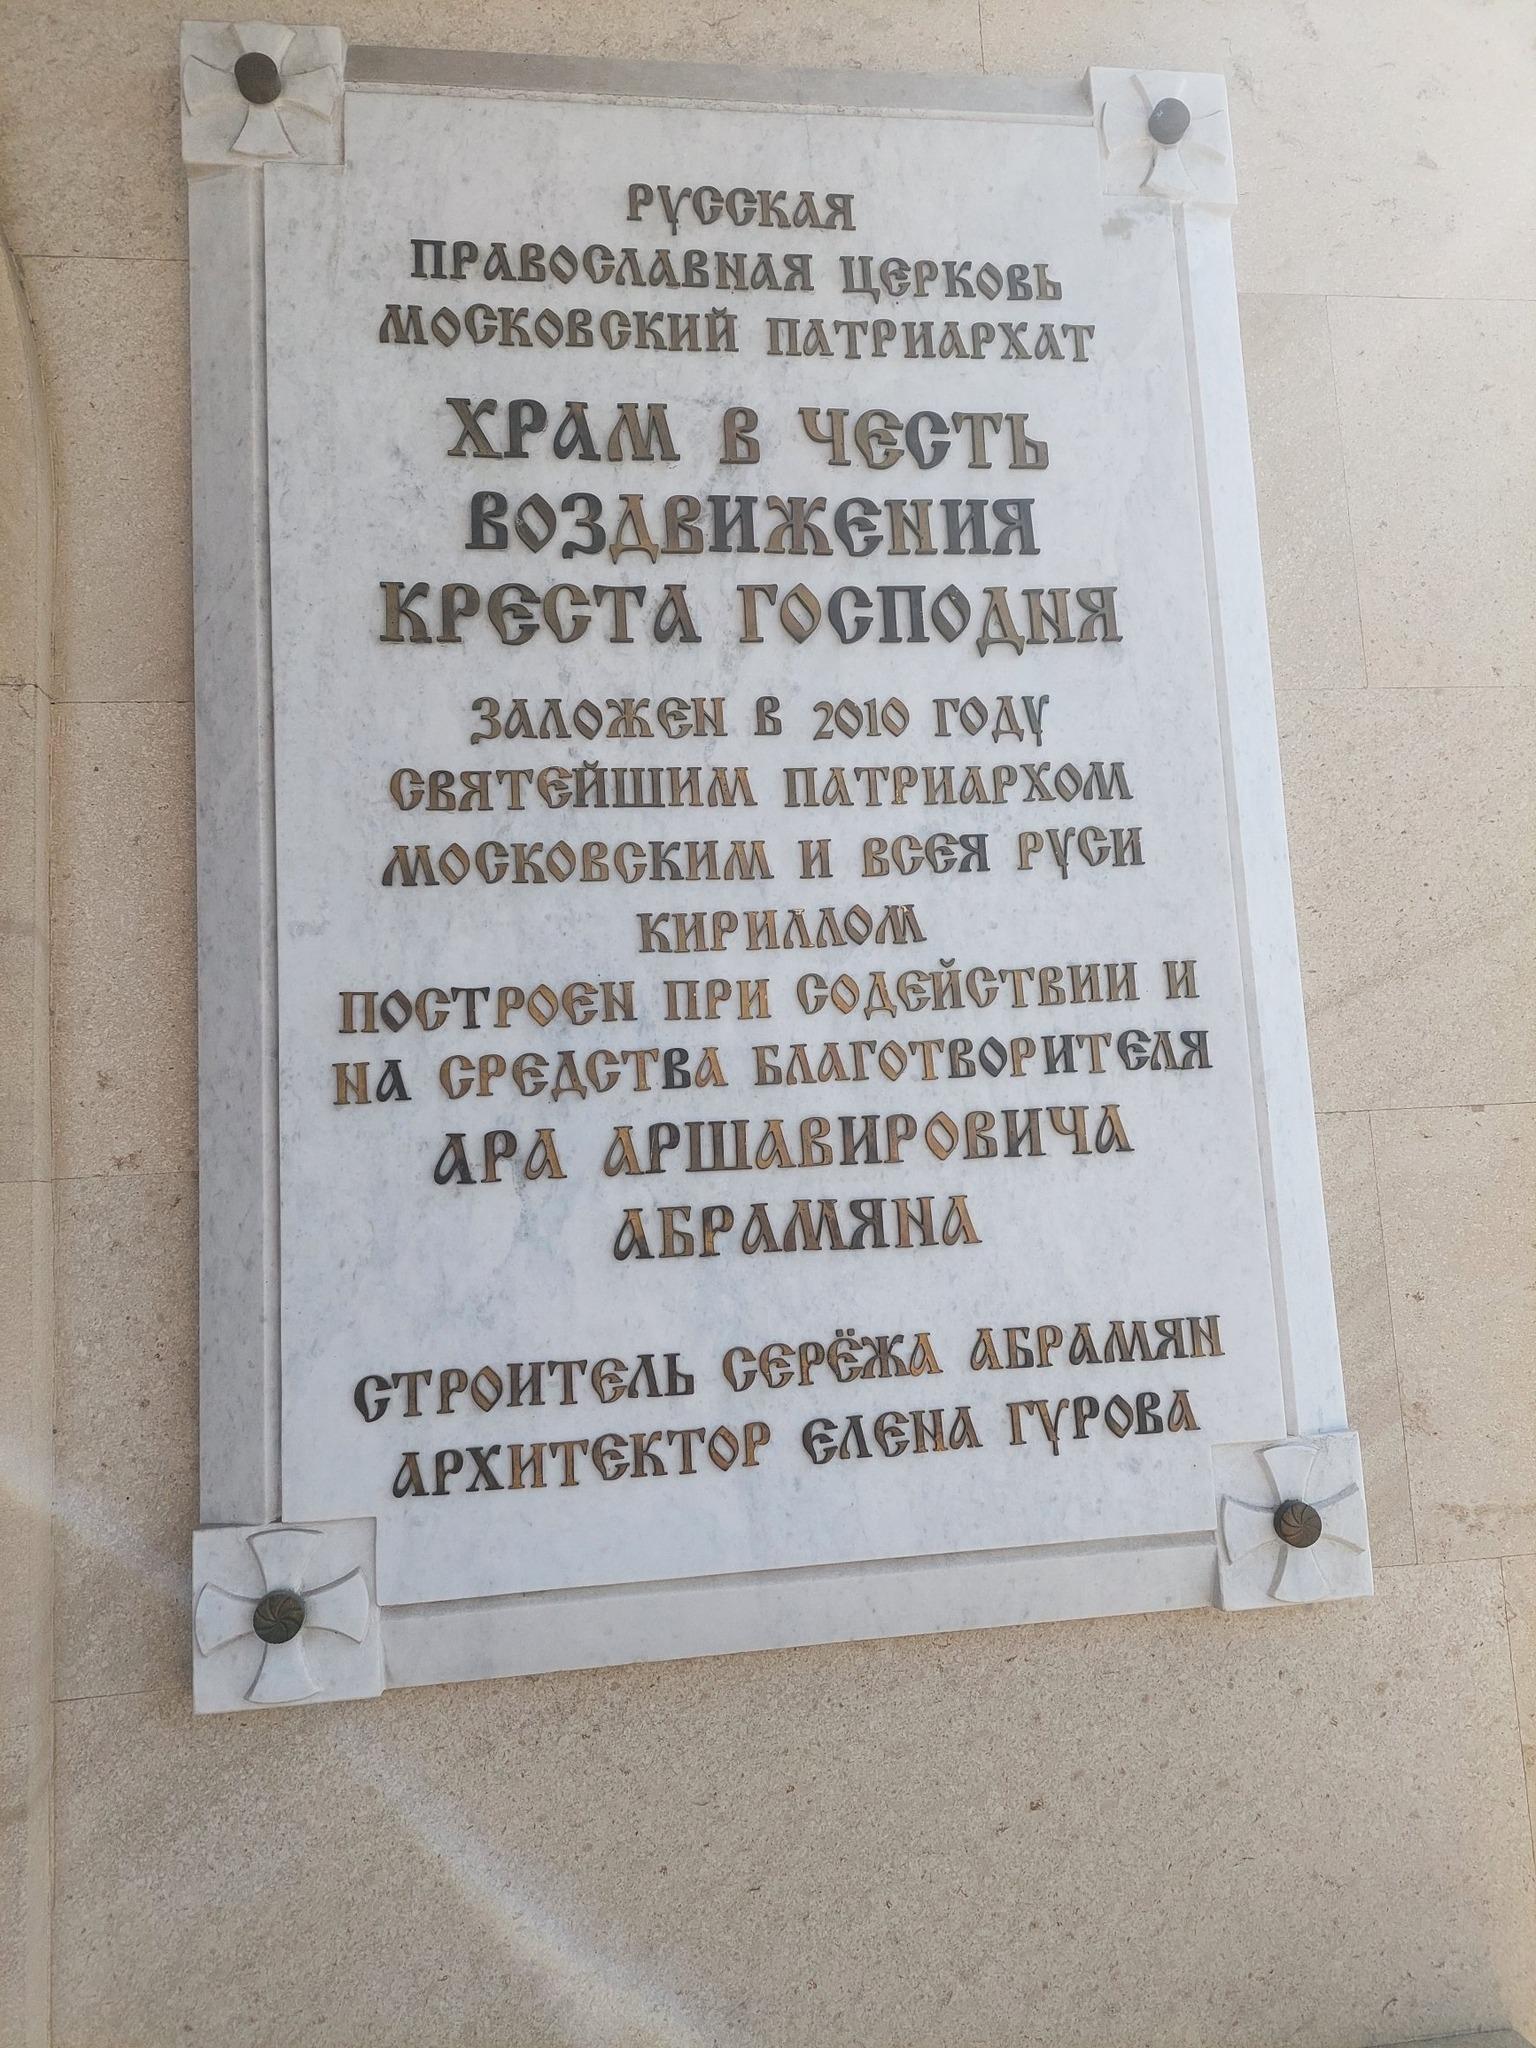 РУССКАЯ
ПРАВОСЛАВНАЯ ЦЕРКОВЬ
МОСКОВСКИЙ ПАТРИАРХАТ
ХРАМ В ЧЕСТЬ
ВОЗДВИЖЕНИЯ
КРЕСТА ГОСПОДНЯ
ЗАЛОЖЕН В 2010 ГОДУ
СВЯТЕЙШИМ ПАТРИАРХОМ
МОСКОВСКИМ И ВСЕЯ РУСИ
КИРИЛЛОМ
ПОСТРОЕН ПРИ СОДЕЙСТВИИ И
НА СРЕДСТВА БЛАГОТВОРИТЕЛЯ
АРА АРШАВИРОВИЧА
АБРАМЯНА
СТРОИТЕЛЬ СЕРЁЖА АБРАМЯН
АРХИТЕКТОР ЕЛЕНА ГУРОВА